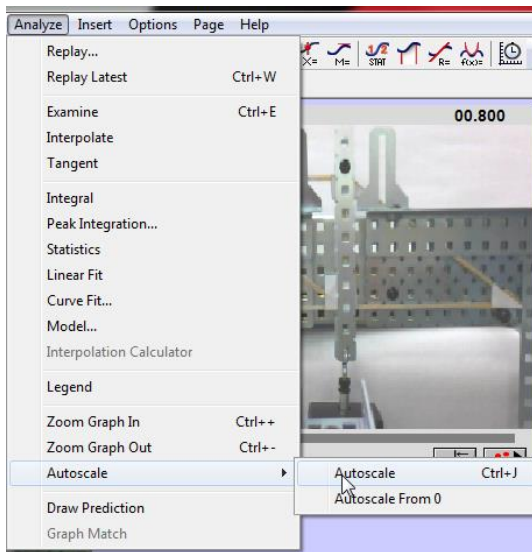 Analyze Insert Options Page Help
X= M= STAT R= f(x)=
Replay...
Replay Latest Ctrl+W
00.800
Examine Ctrl+E
Interpolate
Tangent
Integral
Peak Integration...
Statistics
Linear Fit
Curve Fit...
Model...
Interpolation Calculator
Legend
Zoom Graph In Ctrl++
Zoom Graph Out Ctrl+-
Autoscale
Autoscale Ctrl+J
Autoscale From 0
Draw Prediction
Graph Match